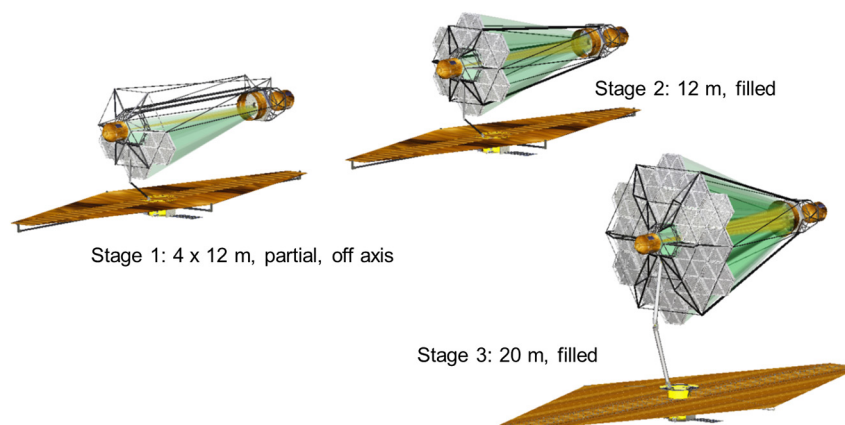 Stage 2: 12 m, filled
Stage 1: 4 x 12 m, partial, off axis
Stage 3: 20 m, filled